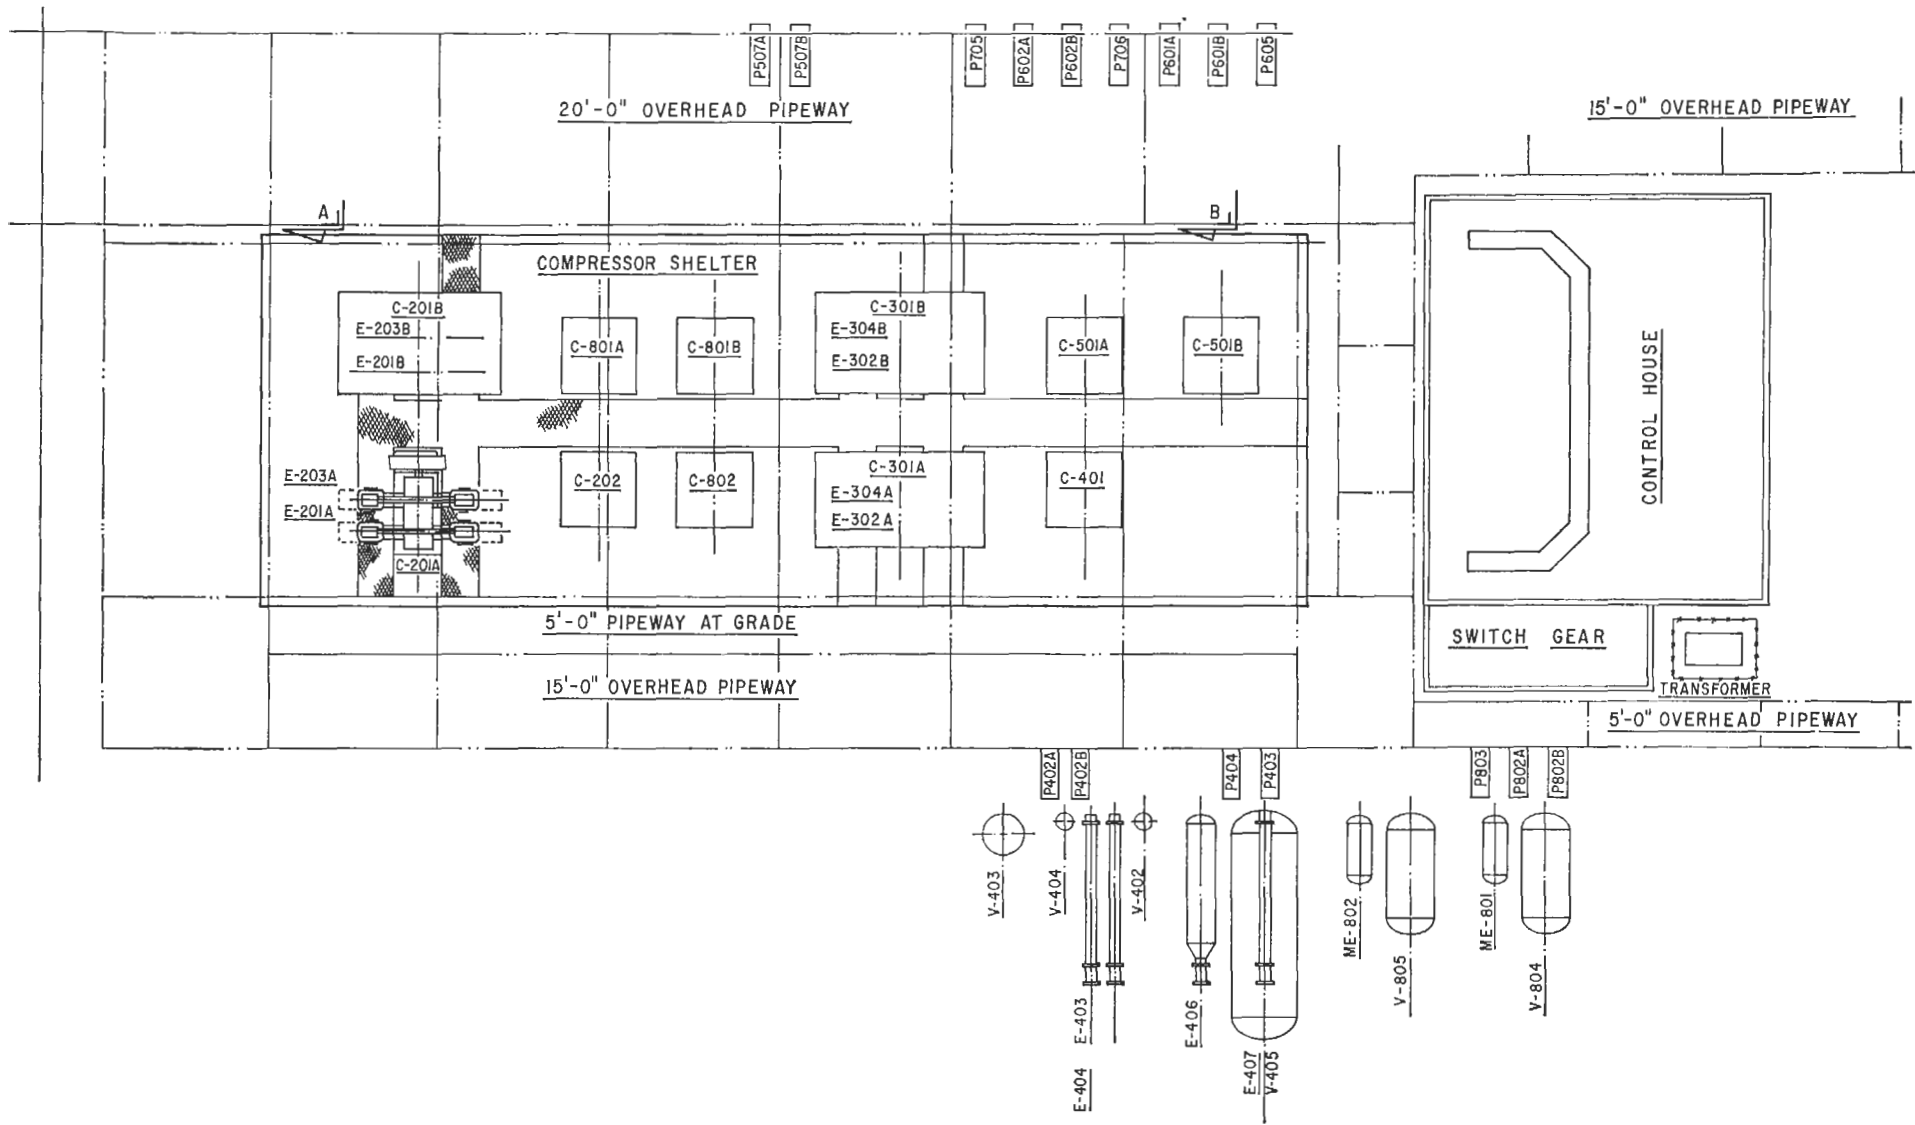 P507A
P507B
P705
P602A
P602B
P706
P601A
P601B
P605
20'-0" OVERHEAD PIPEWAY
15'-0" OVERHEAD PIPEWAY
A
B
COMPRESSOR SHELTER
C-201B
E-203B
E-201B
C-801A
C-801B
C-301B
E-304B
E-302B
C-501A
C-501B
CONTROL HOUSE
E-203A
E-201A
C-201A
C-202
C-802
C-301A
E-304A
E-302A
C-401
5'-0" PIPEWAY AT GRADE
SWITCH GEAR
TRANSFORMER
15'-0" OVERHEAD PIPEWAY
5'-0" OVERHEAD PIPEWAY
P402A
P402B
P404
P403
P803
P802A
P802B
V-403
V-404
V-402
ME-802
ME-801
V-805
V-804
E-403
E-406
E-404
E-407
V-405